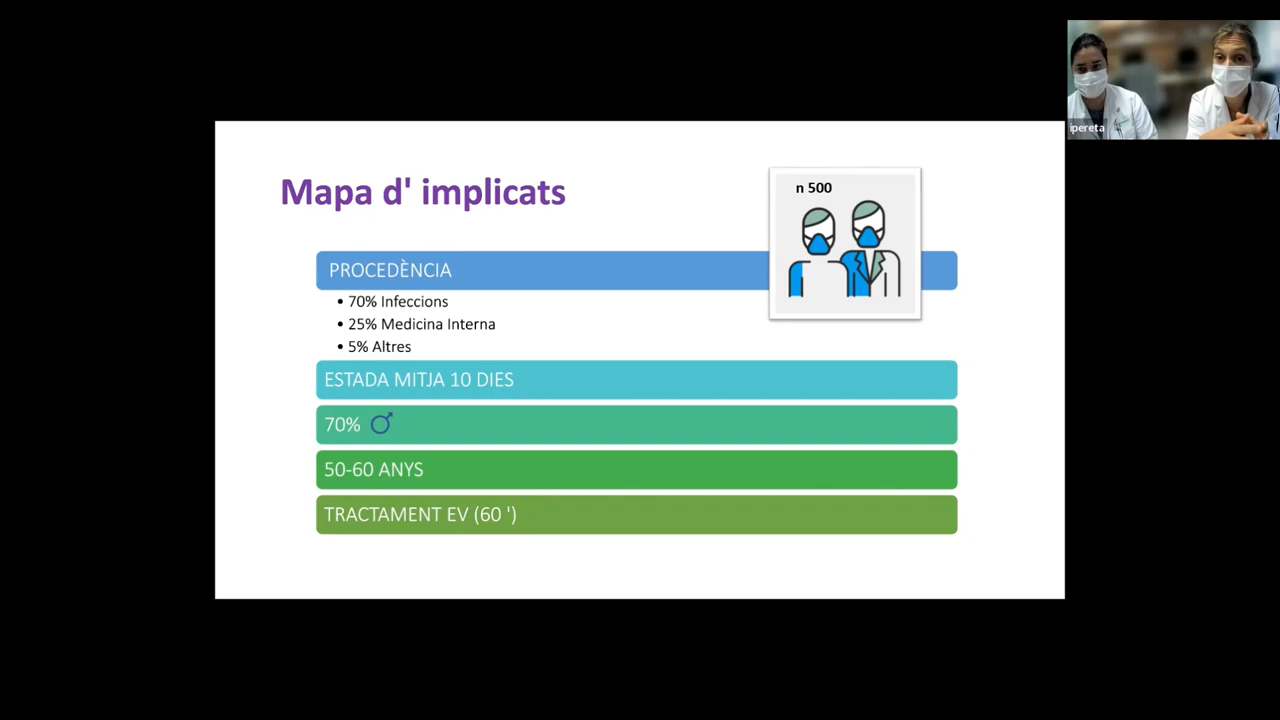 ipereta
Mapa d' implicats
n 500
PROCEDÈNCIA
• 70% Infeccions
• 25% Medicina Interna
• 5% Altres
ESTADA MITJA 10 DIES
70% ♂
50-60 ANYS
TRACTAMENT EV (60 ')